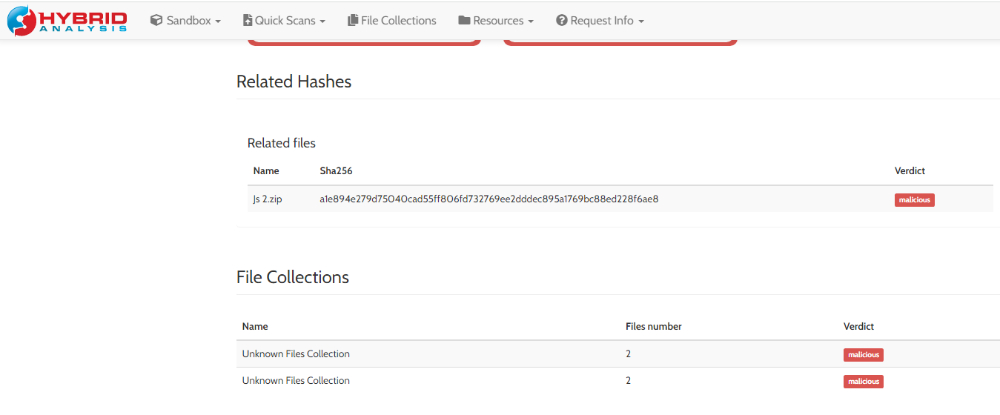 HYBRID ANALYSIS Sandbox Quick Scans File Collections Resources Request Info
Related Hashes
Related files
Name Sha256 Verdict
Js 2.zip a1e894e279d75040cad55ff806fd732769ee2dddec895a1769bc88ed228f6ae8 malicious
File Collections
Name Files number Verdict
Unknown Files Collection 2 malicious
Unknown Files Collection 2 malicious